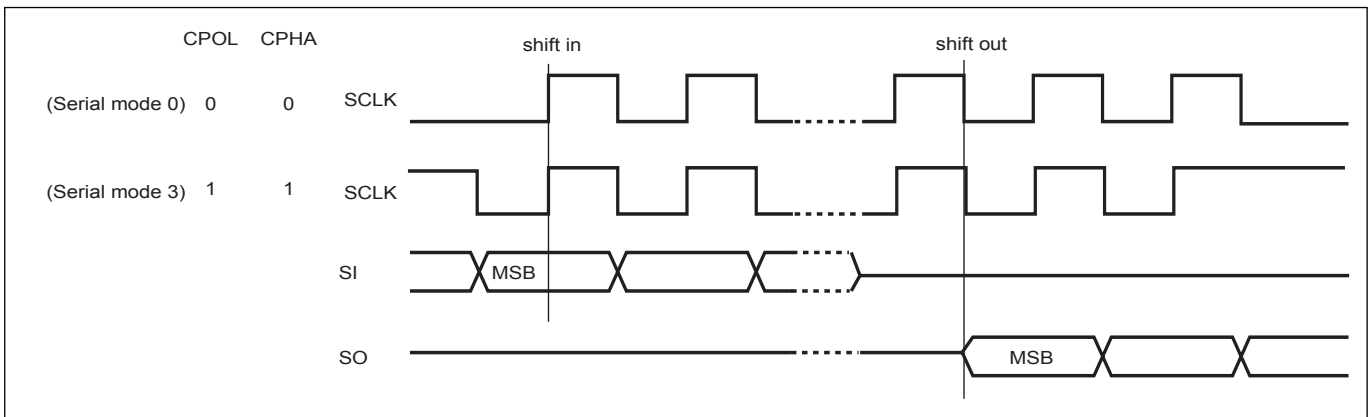 CPOL CPHA shift in shift out
(Serial mode 0) 0 0 SCLK
(Serial mode 3) 1 1 SCLK
SI MSB
SO MSB